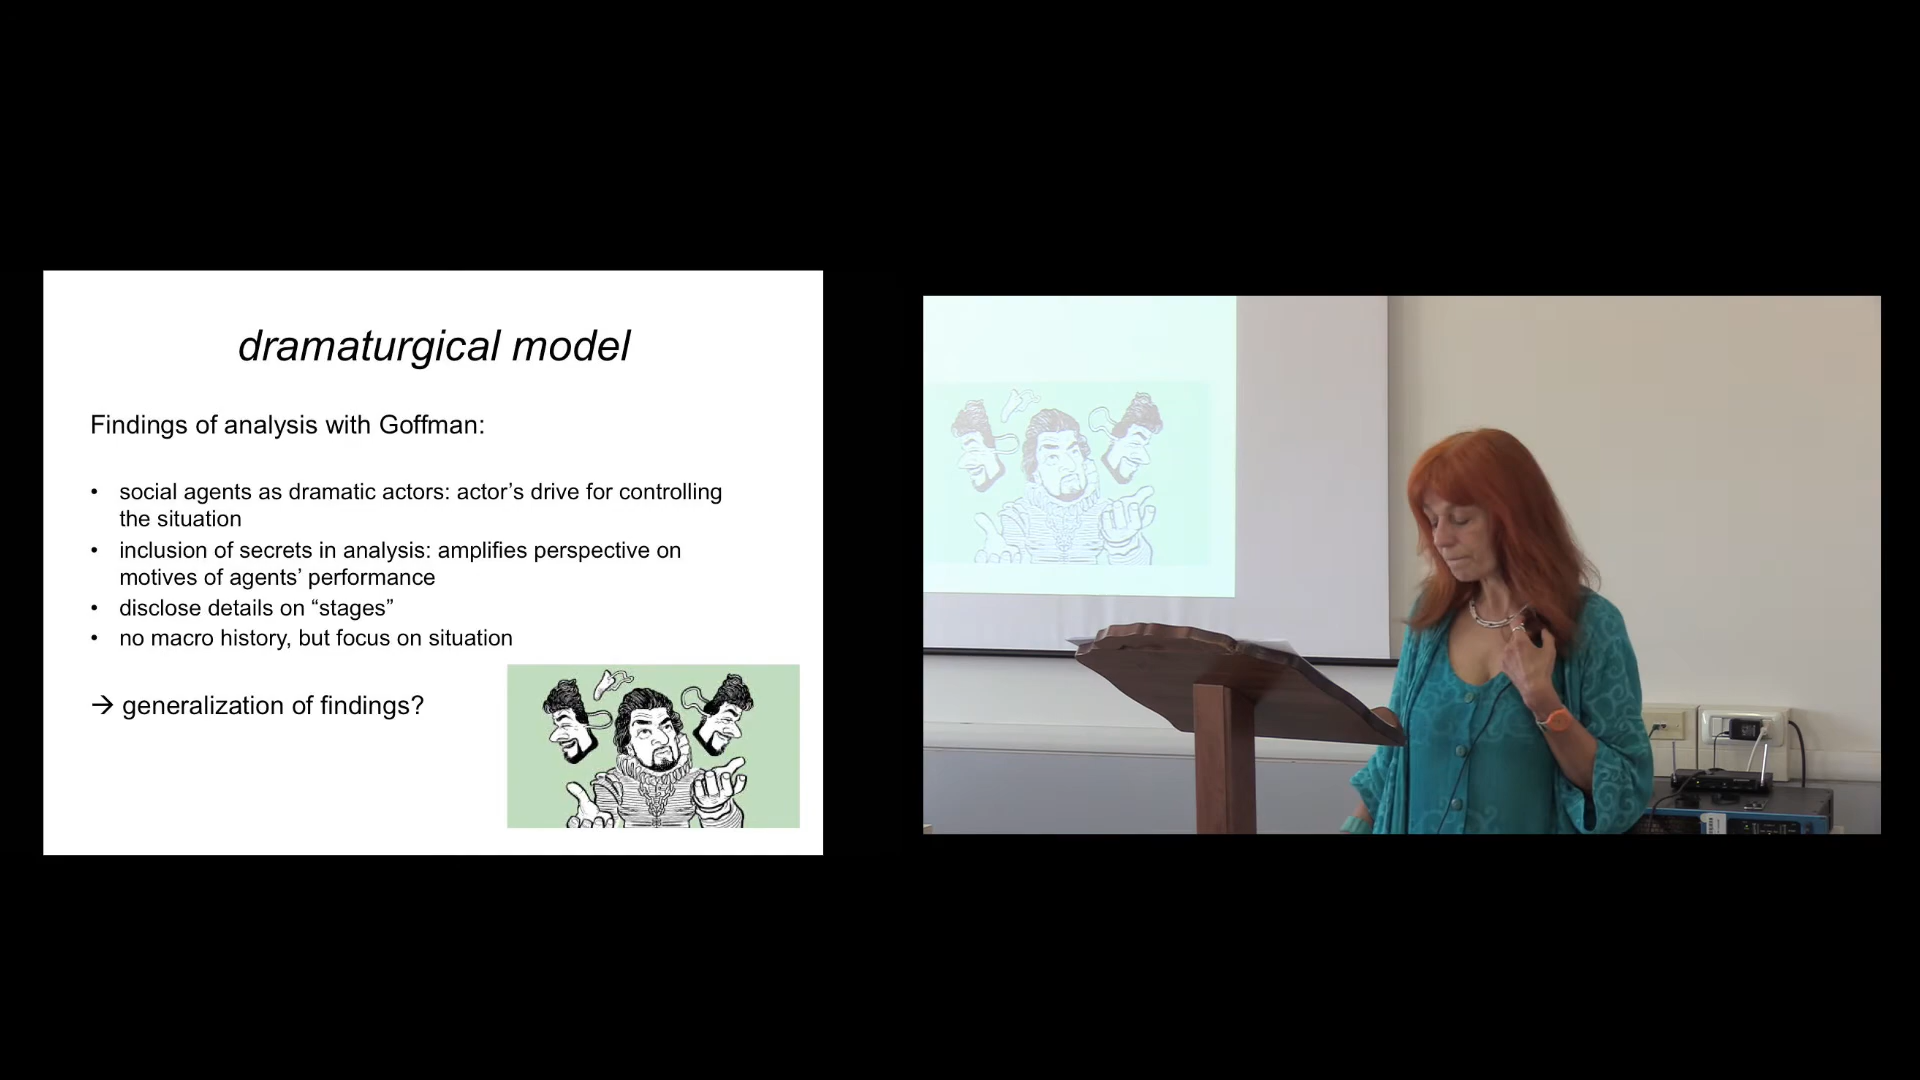 dramaturgical model
Findings of analysis with Goffman:
• social agents as dramatic actors: actor’s drive for controlling
the situation
• inclusion of secrets in analysis: amplifies perspective on
motives of agents’ performance
• disclose details on “stages”
• no macro history, but focus on situation
→ generalization of findings?